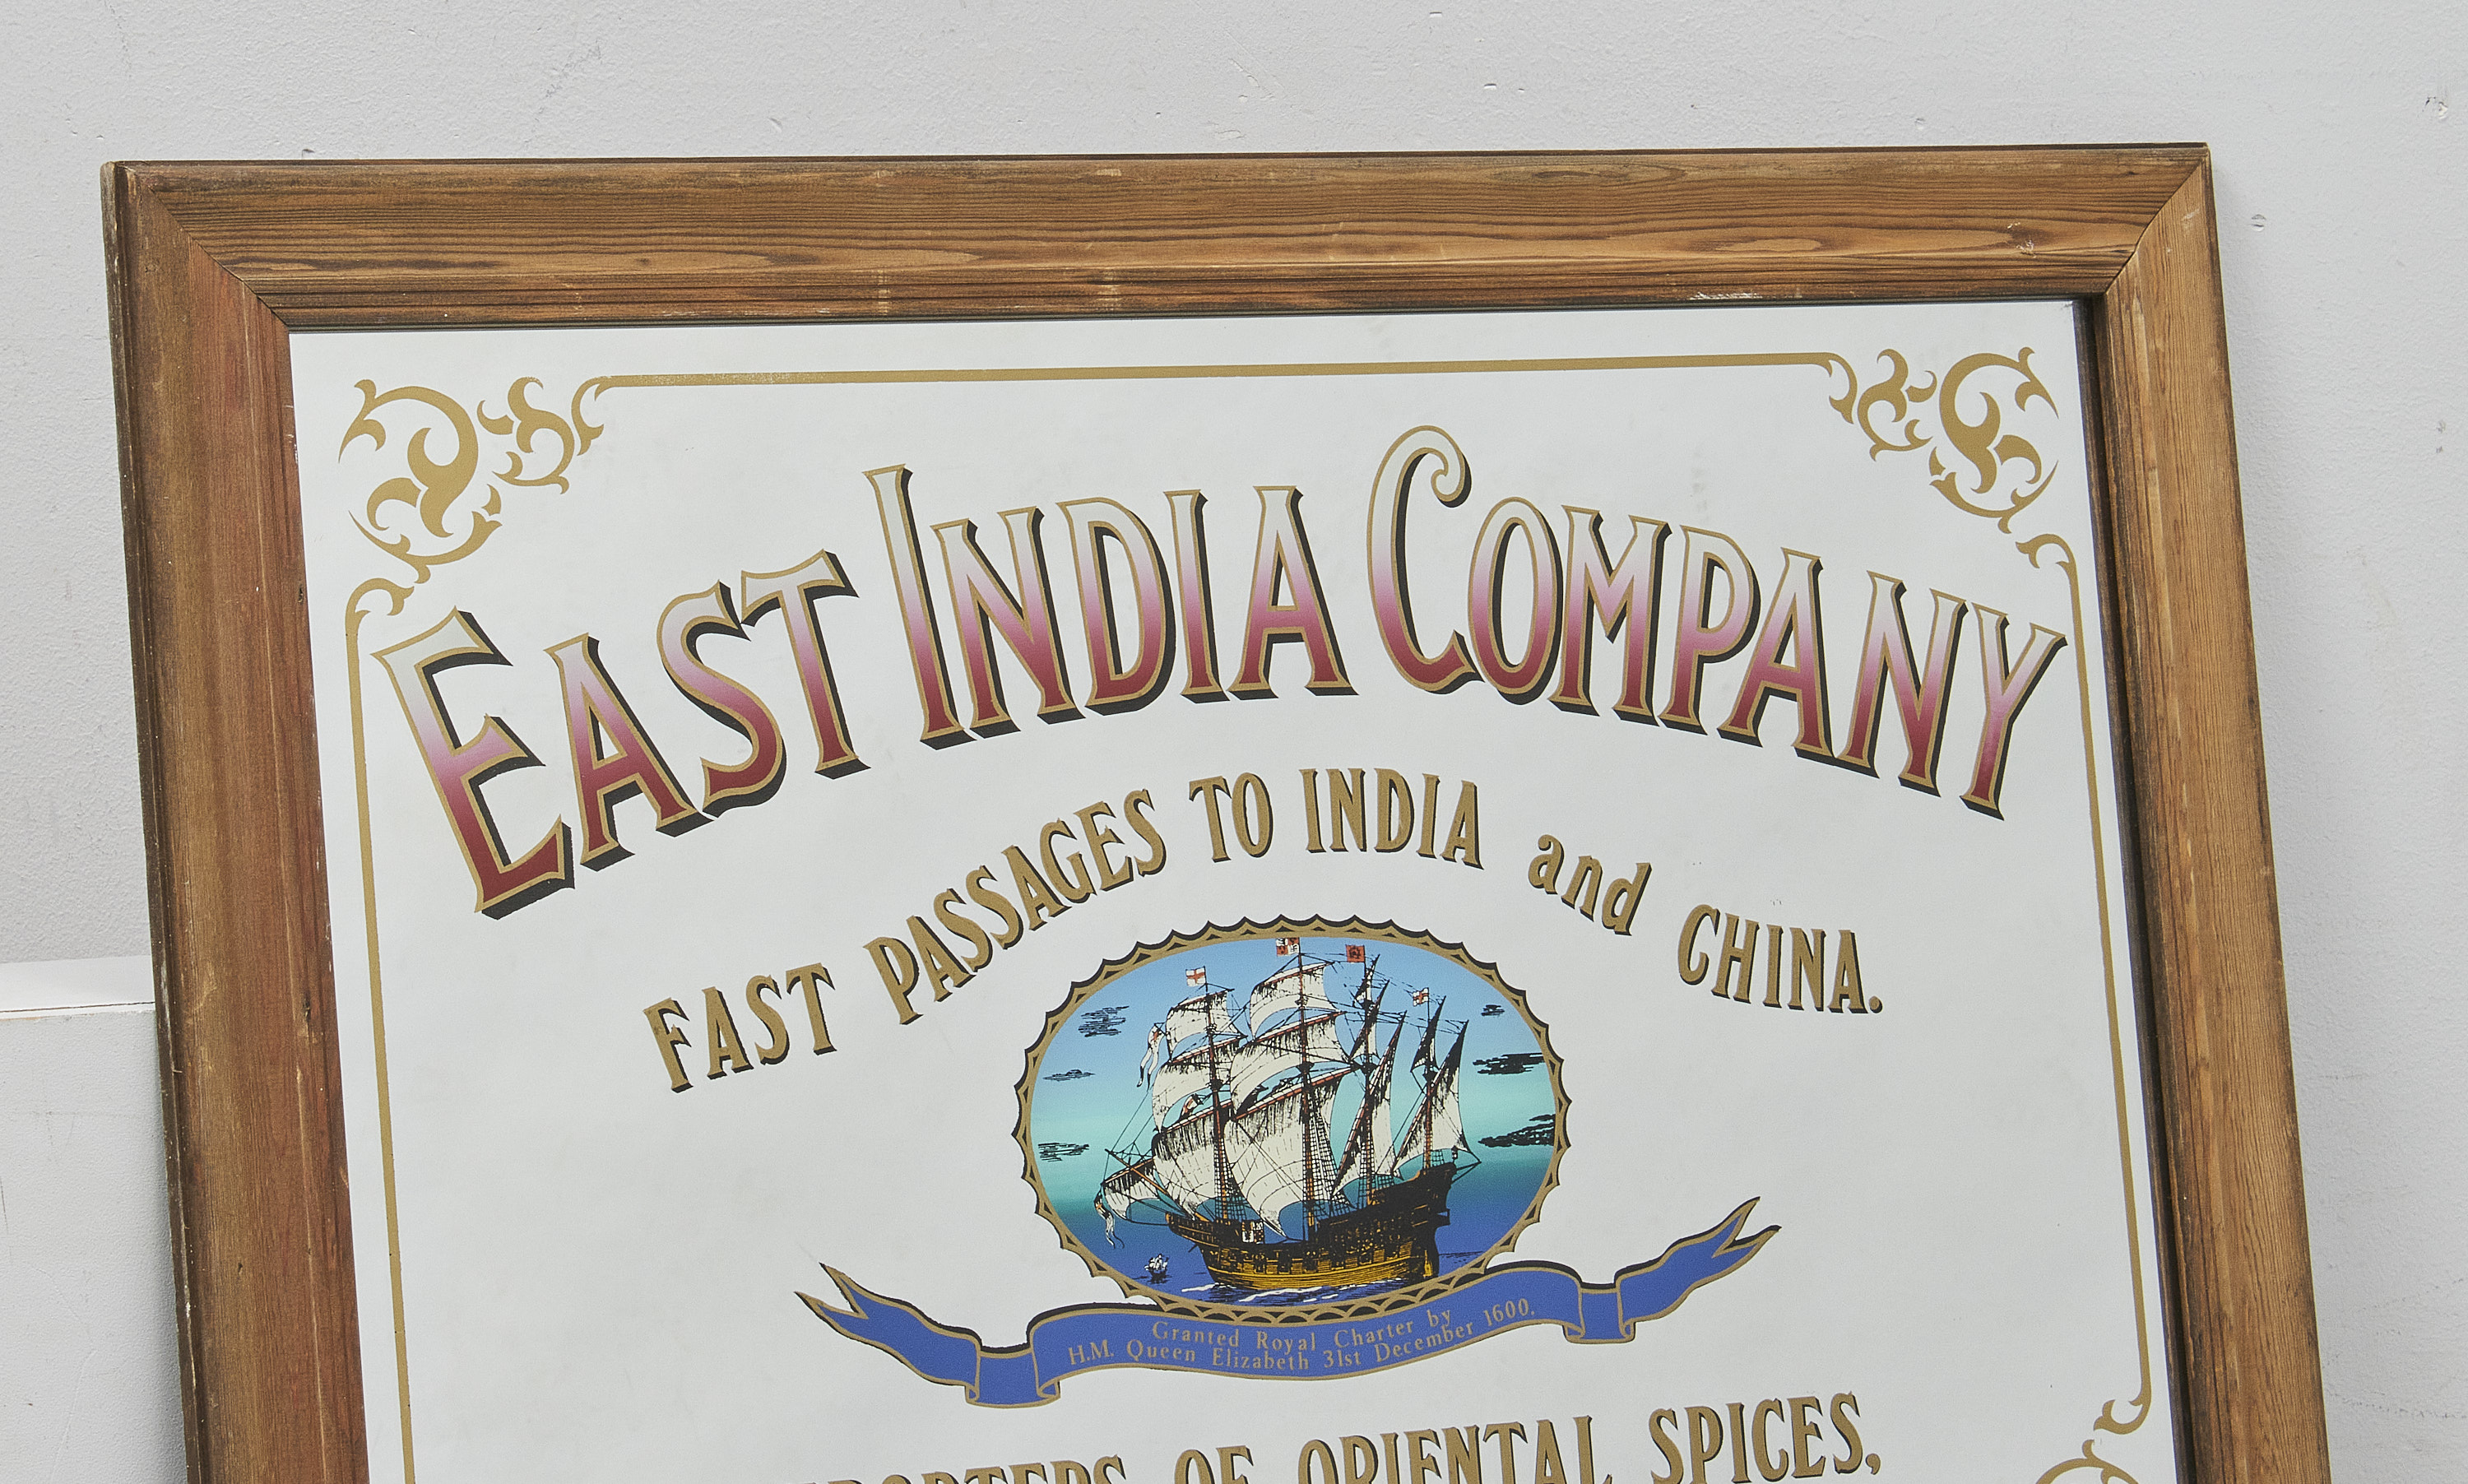 EAST INDIA COMPANY
FAST PASSAGES TO INDIA and CHINA.
Granted Royal Charter by
H.M. Queen Elizabeth 31st December 1600.
OF ORIENTAL SPICES,